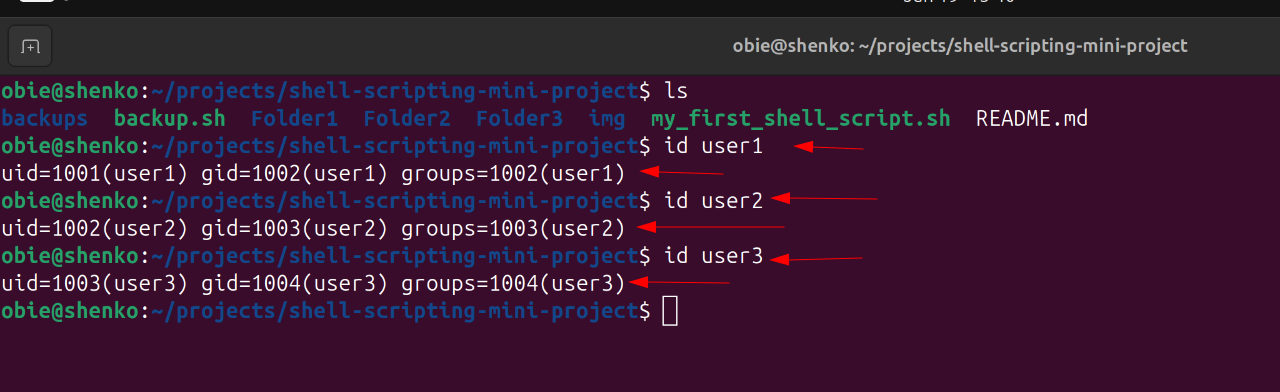 obie@shenko: ~/projects/shell-scripting-mini-project
obie@shenko:~/projects/shell-scripting-mini-project$ ls
backups backup.sh Folder1 Folder2 Folder3 img my_first_shell_script.sh README.md
obie@shenko:~/projects/shell-scripting-mini-project$ id user1
uid=1001(user1) gid=1002(user1) groups=1002(user1)
obie@shenko:~/projects/shell-scripting-mini-project$ id user2
uid=1002(user2) gid=1003(user2) groups=1003(user2)
obie@shenko:~/projects/shell-scripting-mini-project$ id user3
uid=1003(user3) gid=1004(user3) groups=1004(user3)
obie@shenko:~/projects/shell-scripting-mini-project$